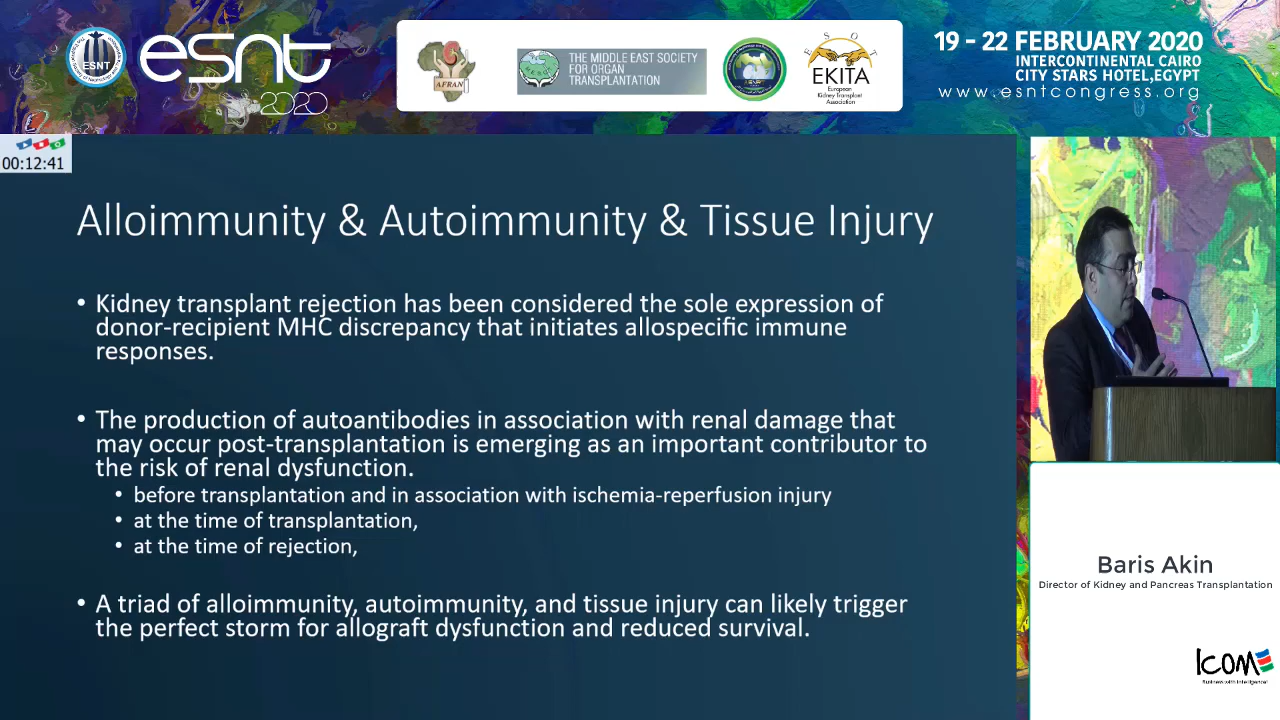 ESNT
esnt
2020
AFRAN
THE MIDDLE EAST SOCIETY
FOR ORGAN
TRANSPLANTATION
E S O T
EKITA
European
Kidney Transplant
Association
19 - 22 FEBRUARY 2020
INTERCONTINENTAL CAIRO
CITY STARS HOTEL,EGYPT
www.esntcongress.org
00:12:41
Alloimmunity & Autoimmunity & Tissue Injury
• Kidney transplant rejection has been considered the sole expression of
donor-recipient MHC discrepancy that initiates allospecific immune
responses.
• The production of autoantibodies in association with renal damage that
may occur post-transplantation is emerging as an important contributor to
the risk of renal dysfunction.
• before transplantation and in association with ischemia-reperfusion injury
• at the time of transplantation,
• at the time of rejection,
• A triad of alloimmunity, autoimmunity, and tissue injury can likely trigger
the perfect storm for allograft dysfunction and reduced survival.
Baris Akin
Director of Kidney and Pancreas Transplantation
ICOM
Business with Intelligence!